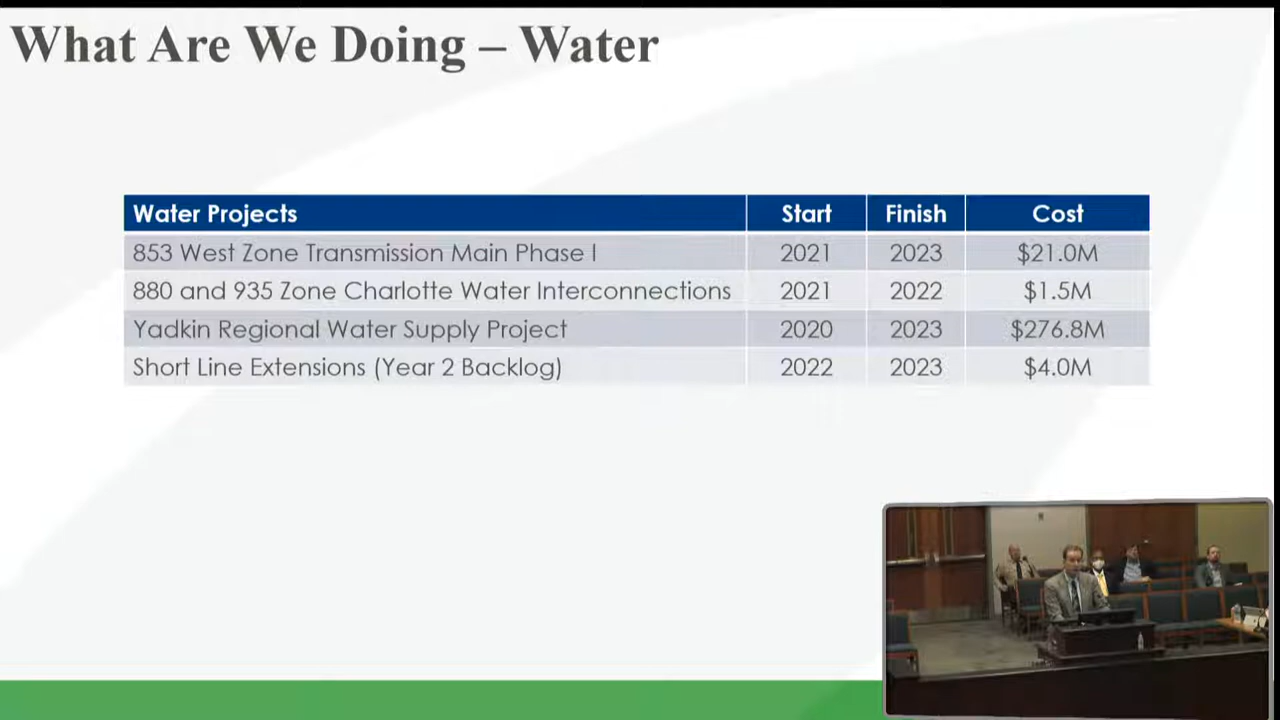 What Are We Doing – Water
Water Projects Start Finish Cost
853 West Zone Transmission Main Phase I 2021 2023 $21.0M
880 and 935 Zone Charlotte Water Interconnections 2021 2022 $1.5M
Yadkin Regional Water Supply Project 2020 2023 $276.8M
Short Line Extensions (Year 2 Backlog) 2022 2023 $4.0M